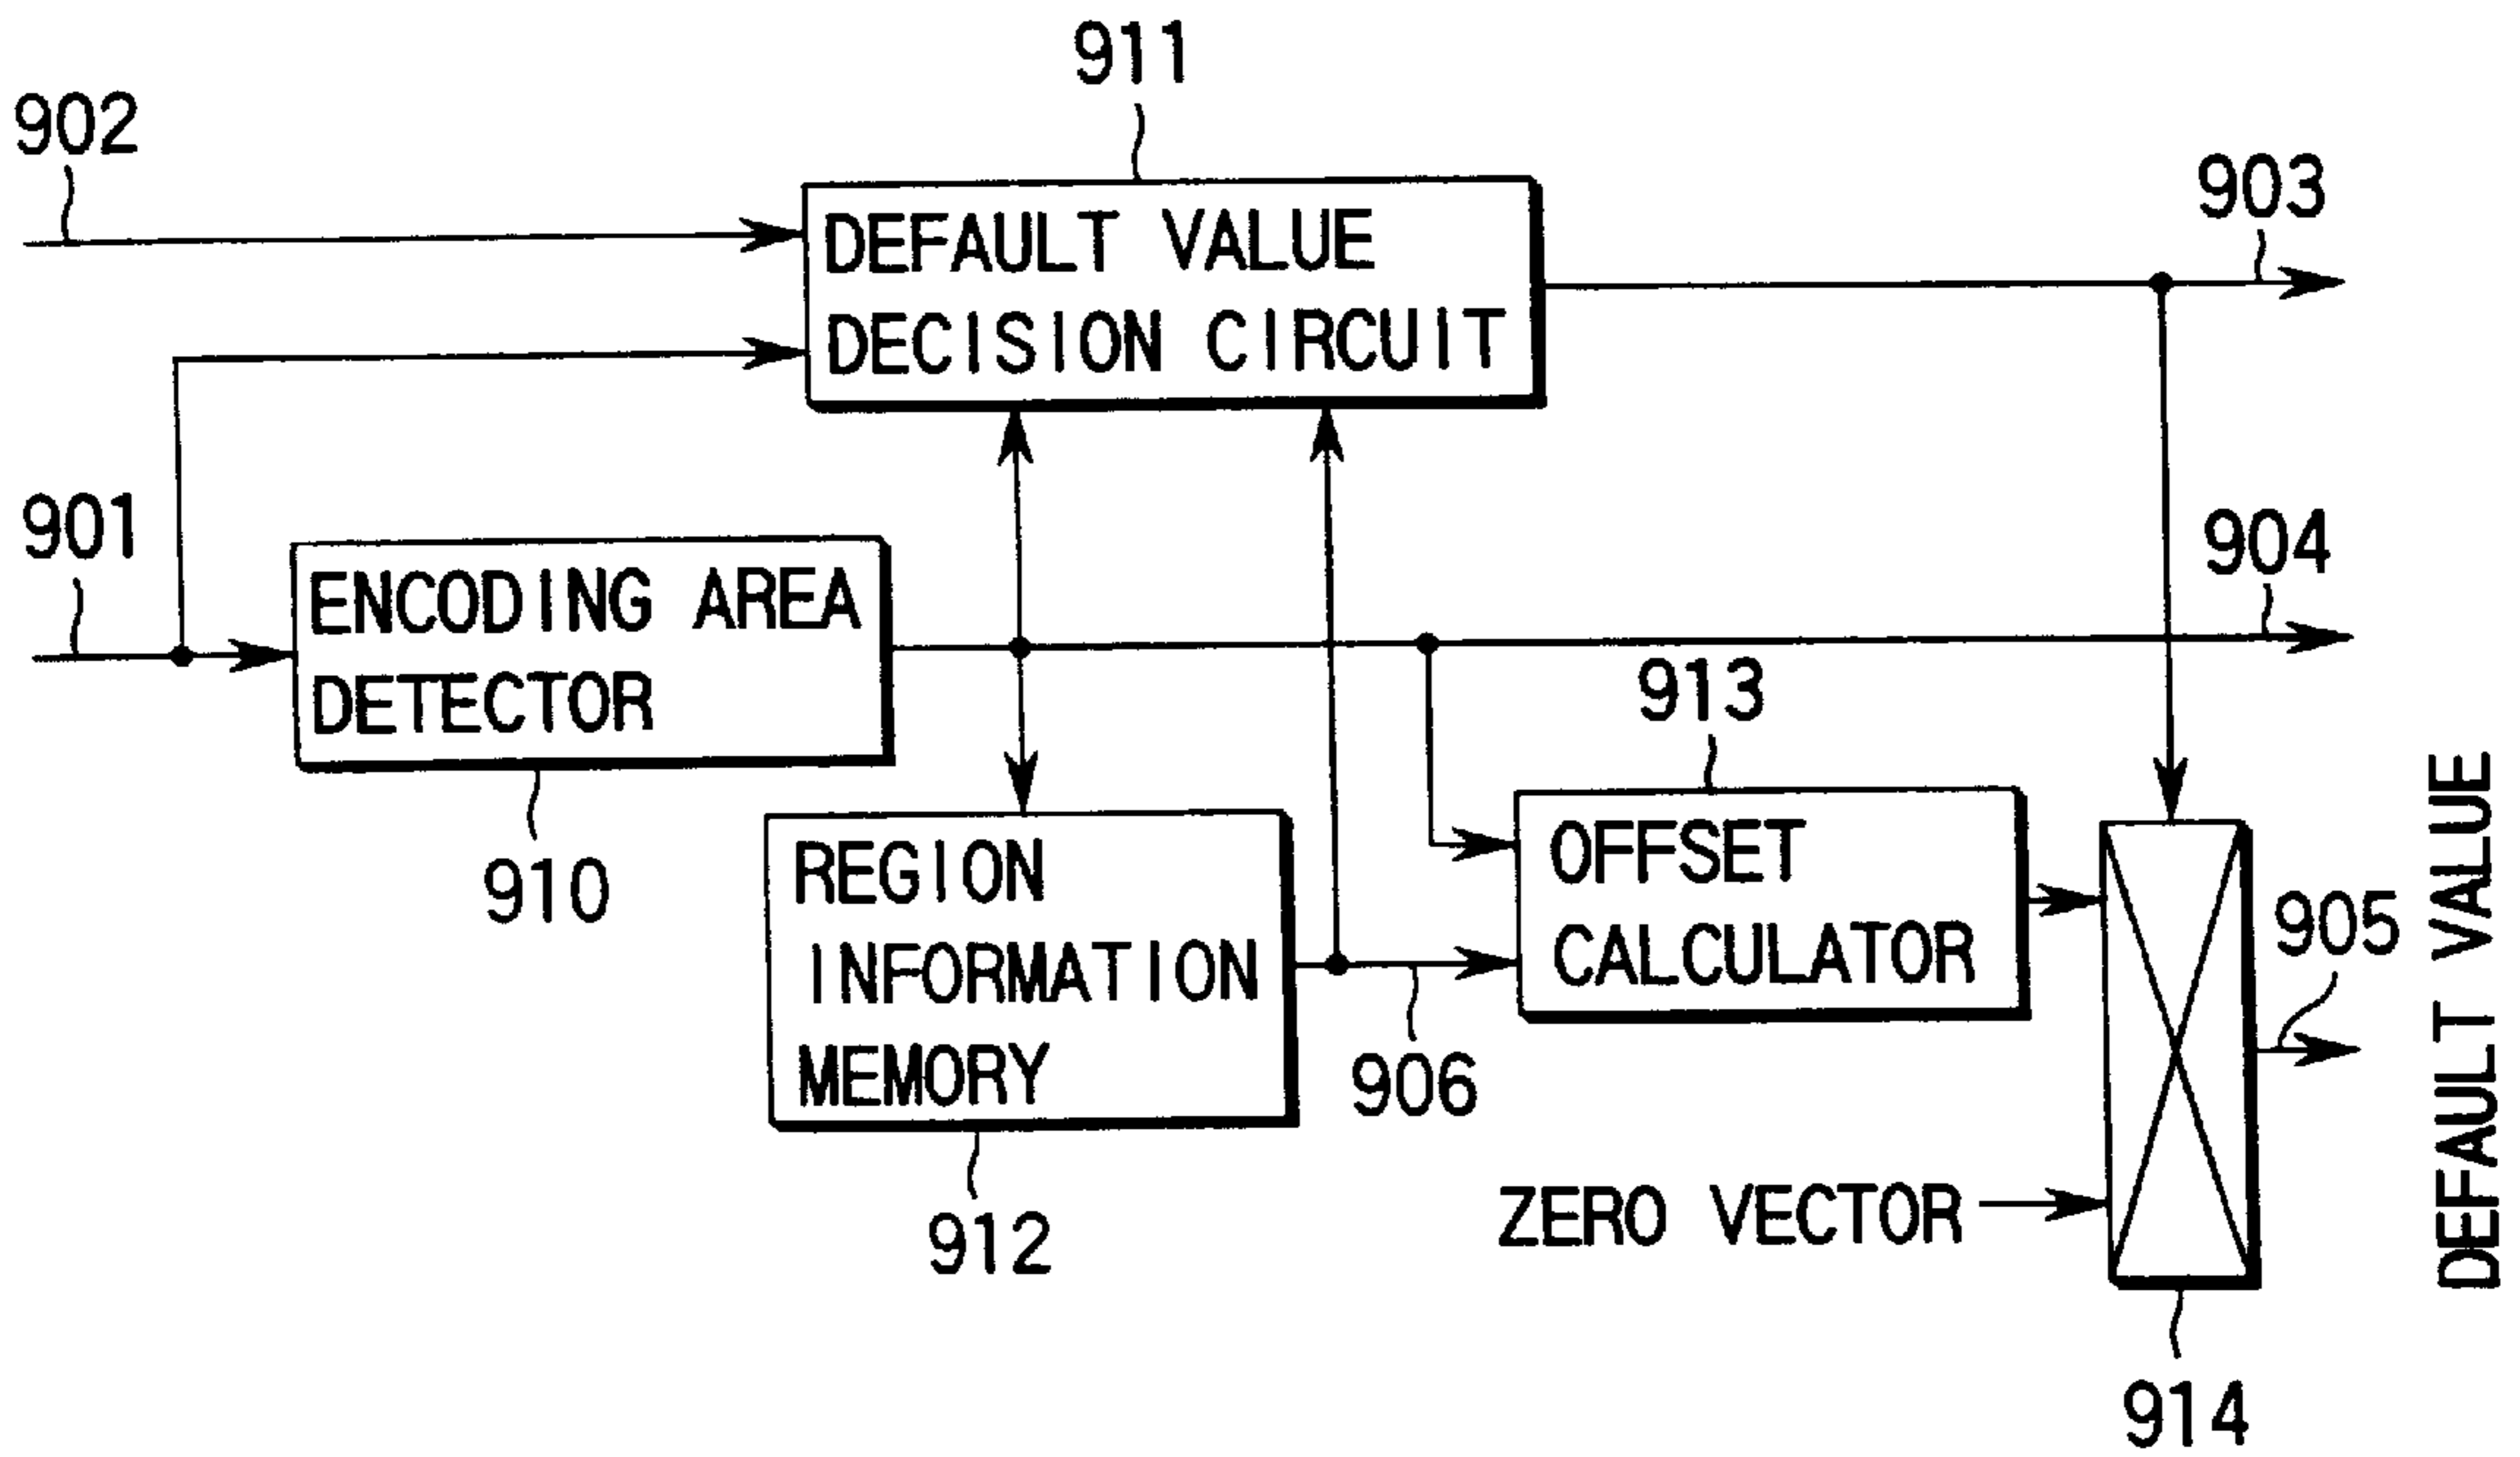 911
902
903
DEFAULT VALUE
DECISION CIRCUIT
901
904
ENCODING AREA
DETECTOR
913
910
REGION
INFORMATION
MEMORY
OFFSET
CALCULATOR
905
DEFAULT VALUE
906
912
ZERO VECTOR
914